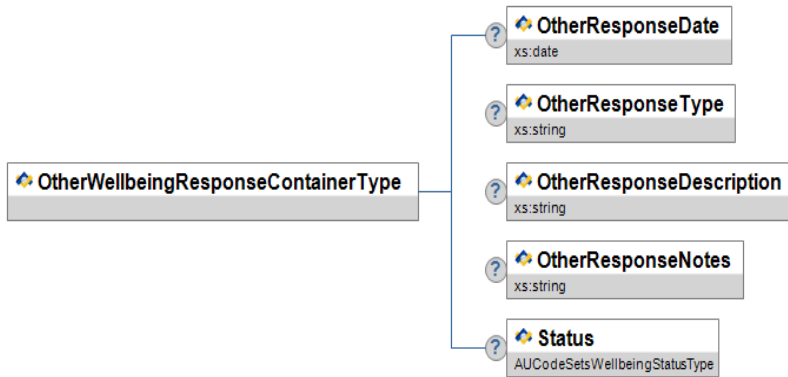 ?
OtherResponseDate
xs:date
?
OtherResponseType
xs:string
OtherWellbeingResponseContainerType
?
OtherResponseDescription
xs:string
?
OtherResponseNotes
xs:string
?
Status
AUCodeSetsWellbeingStatusType